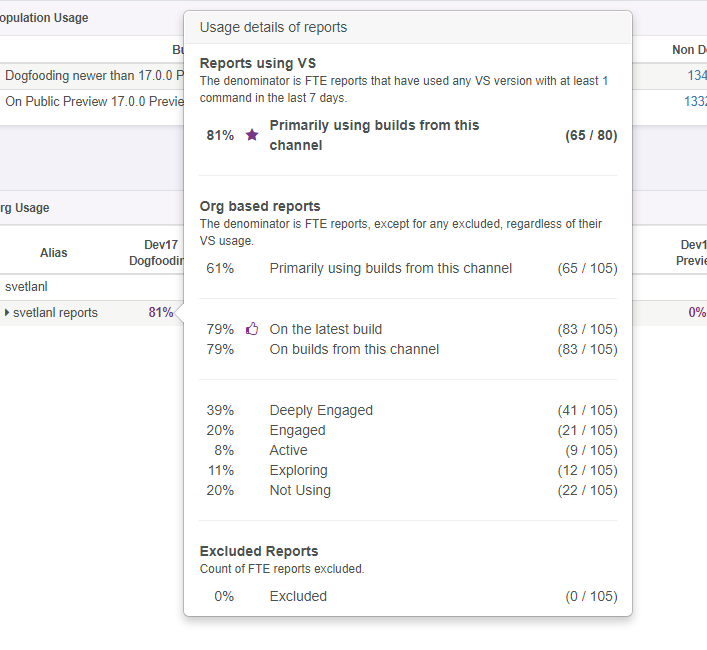 opulation Usage
Usage details of reports
Non D
Dogfooding newer than 17.0.0 P
134
On Public Preview 17.0.0 Previe
1332
Reports using VS
The denominator is FTE reports that have used any VS version with at least 1
command in the last 7 days.
81% Primarily using builds from this
channel
(65 / 80)
rg Usage
Alias
Dev17
Dogfoodin
Dev1
Previe
svetlanl
svetlanl reports 81%
0%
Org based reports
The denominator is FTE reports, except for any excluded, regardless of their
VS usage.
61% Primarily using builds from this channel (65 / 105)
79% On the latest build (83 / 105)
79% On builds from this channel (83 / 105)
39% Deeply Engaged (41 / 105)
20% Engaged (21 / 105)
8% Active (9 / 105)
11% Exploring (12 / 105)
20% Not Using (22 / 105)
Excluded Reports
Count of FTE reports excluded.
0% Excluded (0 / 105)